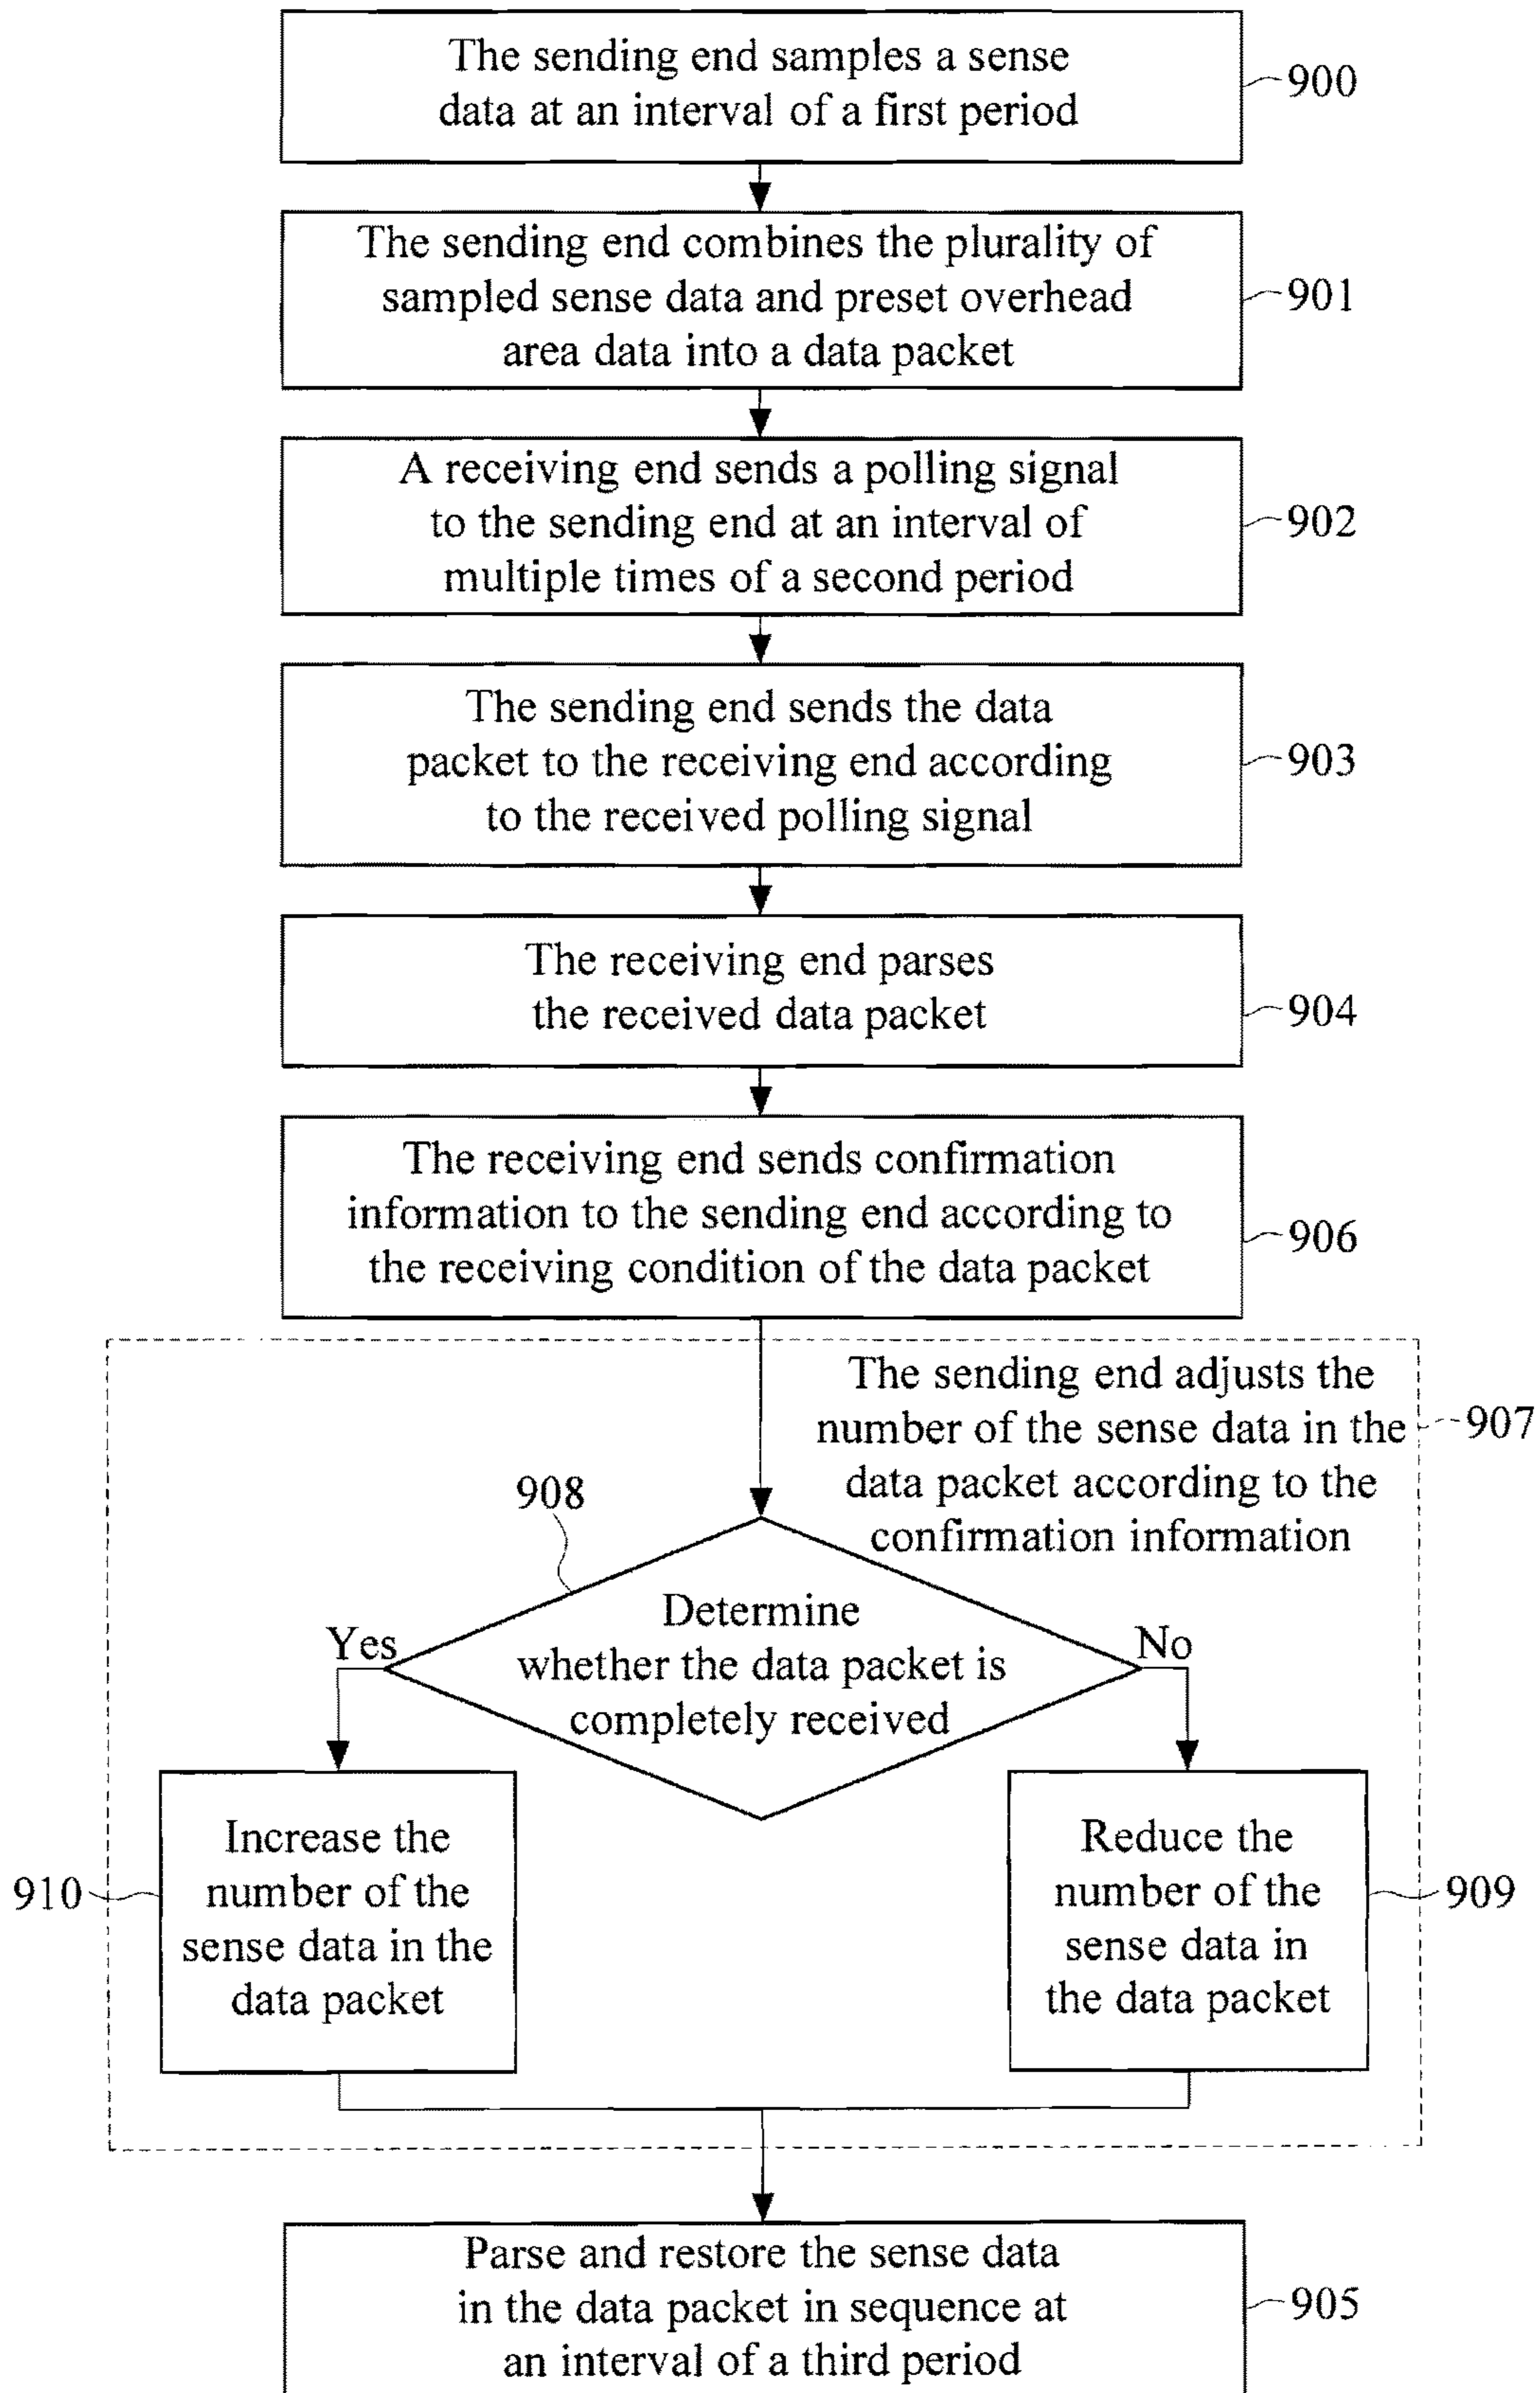 The sending end samples a sense
data at an interval of a first period
900
The sending end combines the plurality of
sampled sense data and preset overhead
area data into a data packet
901
A receiving end sends a polling signal
to the sending end at an interval of
multiple times of a second period
902
The sending end sends the data
packet to the receiving end according
to the received polling signal
903
The receiving end parses
the received data packet
904
The receiving end sends confirmation
information to the sending end according to
the receiving condition of the data packet
906
The sending end adjusts the
number of the sense data in the
data packet according to the
confirmation information
907
908
Determine
whether the data packet is
completely received
Yes
No
Increase the
number of the
sense data in the
data packet
910
Reduce the
number of the
sense data in
the data packet
909
Parse and restore the sense data
in the data packet in sequence at
an interval of a third period
905